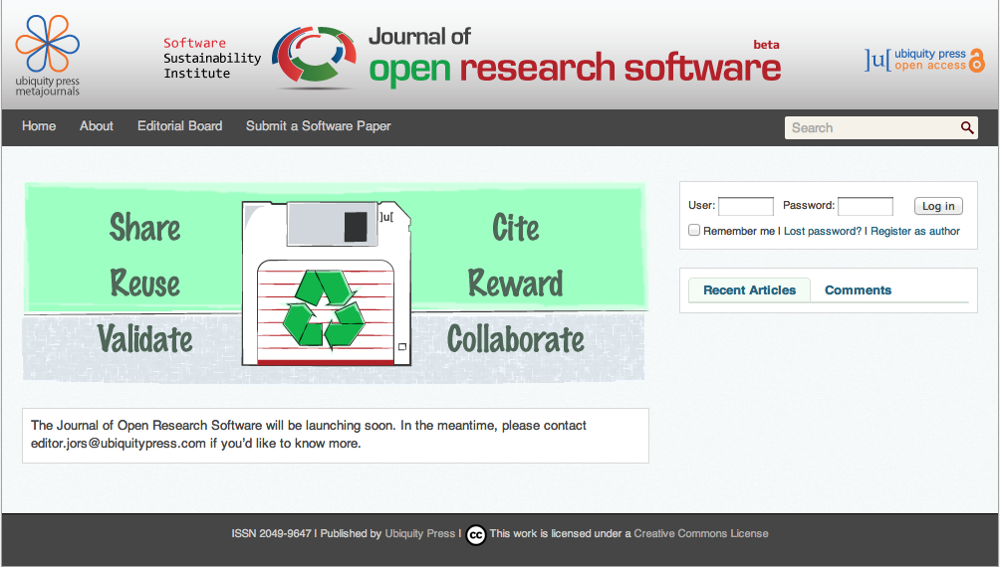 ubiquity press
metajournals
Software
Sustainability
Institute
Journal of
open research software
beta
]u[ ubiquity press
open access
Home About Editorial Board Submit a Software Paper
Search
Share
Reuse
Validate
]u[
Cite
Reward
Collaborate
User: Password: Log in
Remember me | Lost password? | Register as author
Recent Articles Comments
The Journal of Open Research Software will be launching soon. In the meantime, please contact
editor.jors@ubiquitypress.com if you'd like to know more.
ISSN 2049-9647 | Published by Ubiquity Press | cc This work is licensed under a Creative Commons License